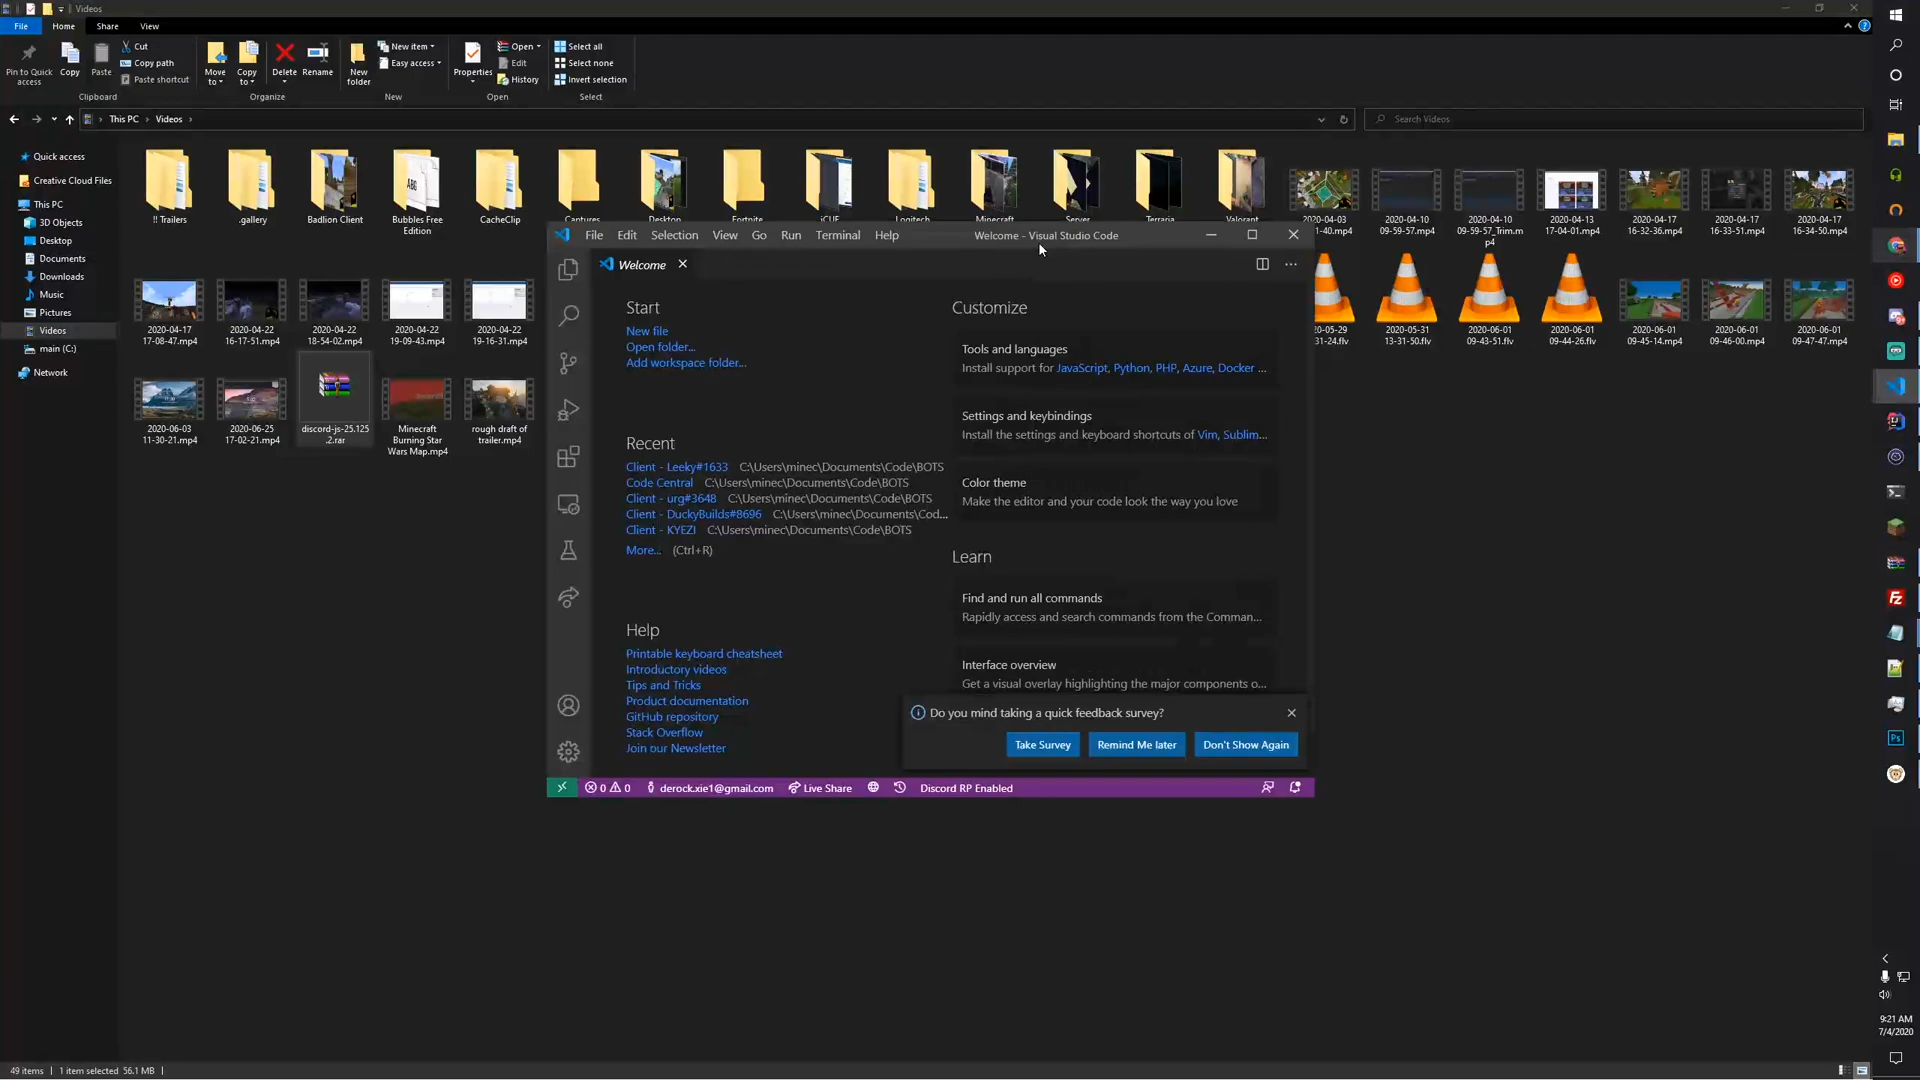 Videos
File Home Share View
Pin to Quick access
Copy
Paste
Cut
Copy path
Paste shortcut
Clipboard
Move to
Copy to
Delete
Rename
Organize
New folder
New item
Easy access
New
Properties
Open
Edit
History
Open
Select all
Select none
Invert selection
Select
This PC Videos
Search Videos
Quick access
Creative Cloud Files
This PC
3D Objects
Desktop
Documents
Downloads
Music
Pictures
Videos
main (C:)
Network
!! Trailers
.gallery
Badlion Client
Bubbles Free Edition
CacheClip
Captures
Desktop
Fortnite
iCUE
Logitech
Minecraft
Server
Terraria
Valorant
2020-04-03
1-40.mp4
2020-04-10
09-59-57.mp4
2020-04-10
09-59-57_Trim.m
p4
2020-04-13
17-04-01.mp4
2020-04-17
16-32-36.mp4
2020-04-17
16-33-51.mp4
2020-04-17
16-34-50.mp4
2020-04-17
17-08-47.mp4
2020-04-22
16-17-51.mp4
2020-04-22
18-54-02.mp4
2020-04-22
19-09-43.mp4
2020-04-22
19-16-31.mp4
20-05-29
31-24.flv
2020-05-31
13-31-50.flv
2020-06-01
09-43-51.flv
2020-06-01
09-44-26.flv
2020-06-01
09-45-14.mp4
2020-06-01
09-46-00.mp4
2020-06-01
09-47-47.mp4
2020-06-03
11-30-21.mp4
2020-06-25
17-02-21.mp4
discord-js-25.125
.2.rar
Minecraft
Burning Star
Wars Map.mp4
rough draft of
trailer.mp4
File Edit Selection View Go Run Terminal Help
Welcome - Visual Studio Code
Welcome
Start
New file
Open folder...
Add workspace folder...
Recent
Client - Leeky#1633 C:\Users\minec\Documents\Code\BOTS
Code Central C:\Users\minec\Documents\Code\BOTS
Client - urg#3648 C:\Users\minec\Documents\Code\BOTS
Client - DuckyBuilds#8696 C:\Users\minec\Documents\Cod...
Client - KYEZI C:\Users\minec\Documents\Code\BOTS
More... (Ctrl+R)
Help
Printable keyboard cheatsheet
Introductory videos
Tips and Tricks
Product documentation
GitHub repository
Stack Overflow
Join our Newsletter
Customize
Tools and languages
Install support for JavaScript, Python, PHP, Azure, Docker ...
Settings and keybindings
Install the settings and keyboard shortcuts of Vim, Sublim...
Color theme
Make the editor and your code look the way you love
Learn
Find and run all commands
Rapidly access and search commands from the Comman...
Interface overview
Get a visual overlay highlighting the major components o...
Do you mind taking a quick feedback survey?
Take Survey
Remind Me later
Don't Show Again
0 0 derock.xie1@gmail.com Live Share Discord RP Enabled
Fz
Ps
9:21 AM
7/4/2020
49 items 1 item selected 56.1 MB